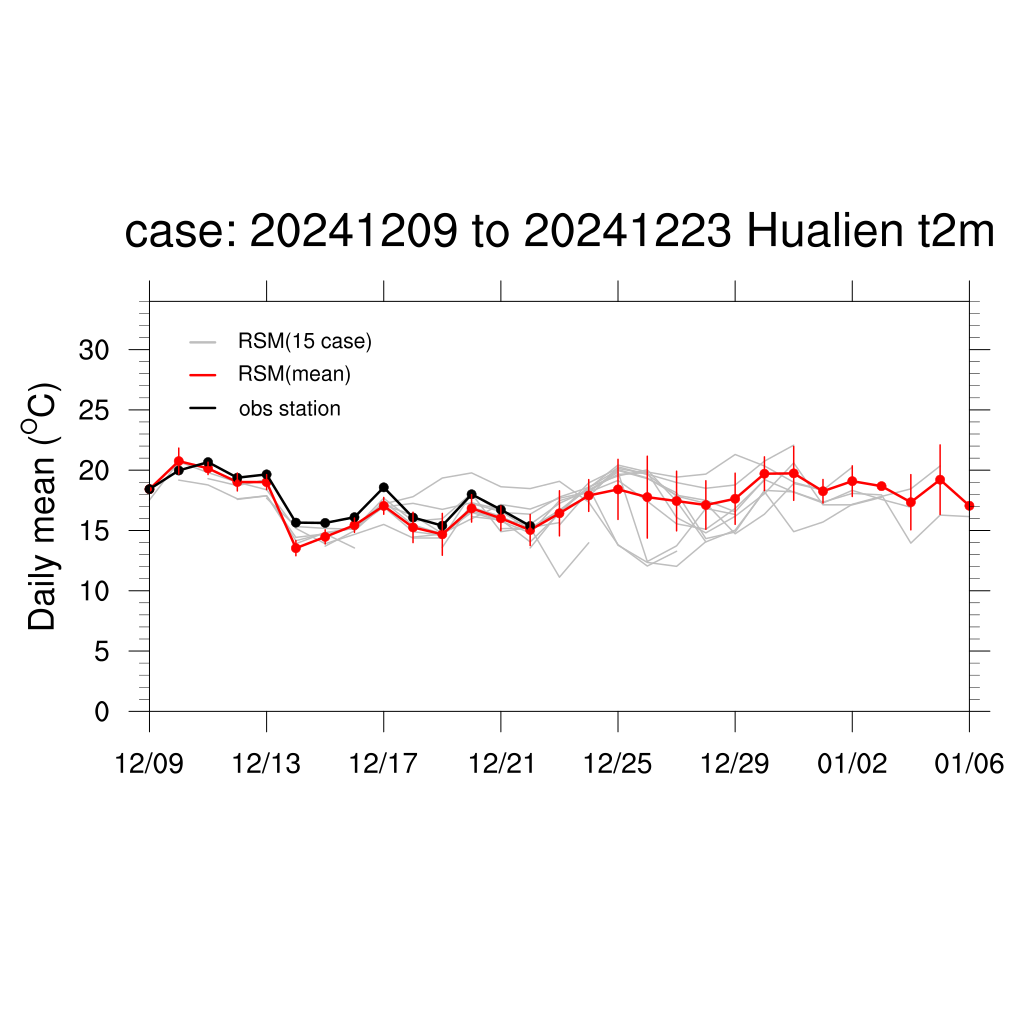 case: 20241209 to 20241223 Hualien t2m
RSM(15 case)
RSM(mean)
obs station
Daily mean (°C)
30
25
20
15
10
5
0
12/09 12/13 12/17 12/21 12/25 12/29 01/02 01/06